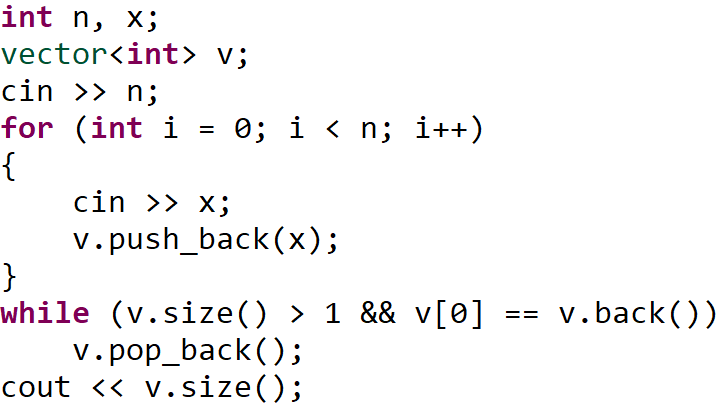 int n, x;
vector<int> v;
cin >> n;
for (int i = 0; i < n; i++)
{
    cin >> x;
    v.push_back(x);
}
while (v.size() > 1 && v[0] == v.back())
    v.pop_back();
cout << v.size();